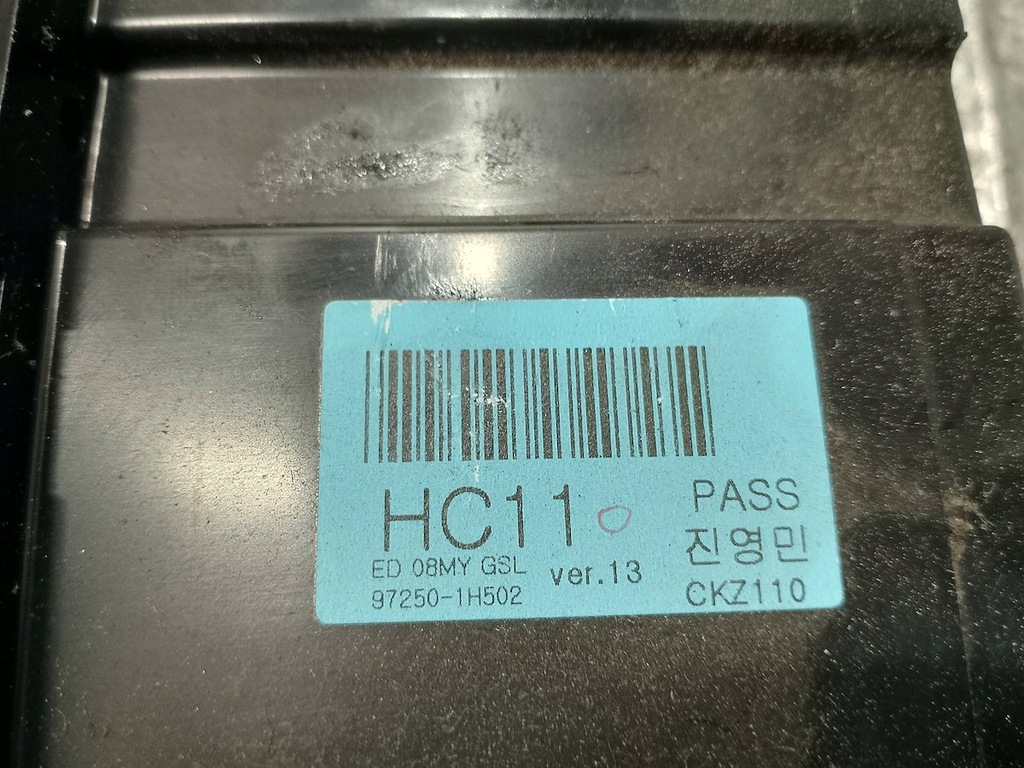 HC11
PASS
진영민
ED 08MY GSL
ver.13
97250-1H502
CKZ110